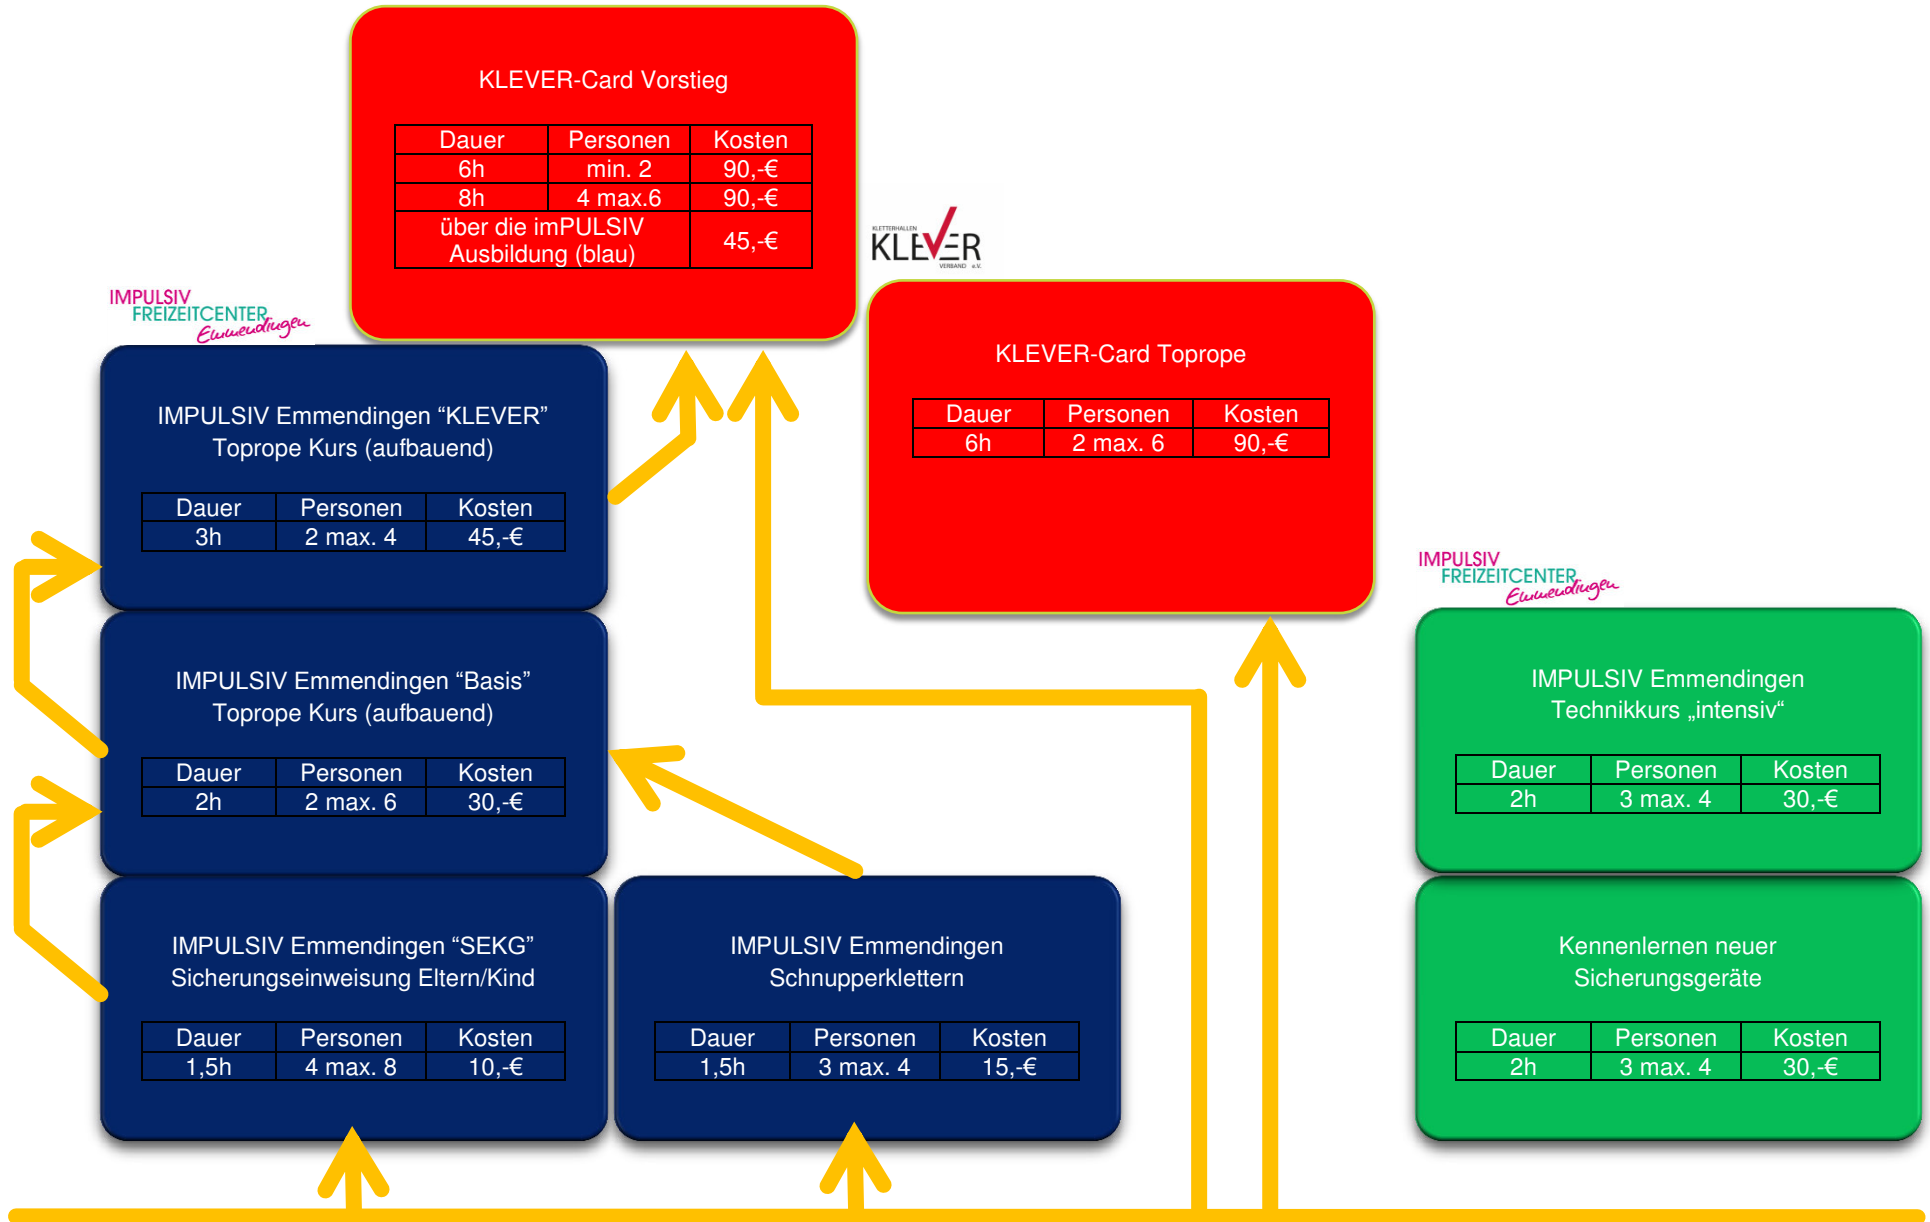 KLEVER-Card Vorstieg
Dauer Personen Kosten
6h min. 2 90,-€
8h 4 max.6 90,-€
über die imPULSIV
Ausbildung (blau)
45,-€
KLETTERHALLEN
KLEVER
VERBAND e.V.
KLEVER-Card Toprope
Dauer Personen Kosten
6h 2 max. 6 90,-€
IMPULSIV
FREIZEITCENTER
Emmendingen
IMPULSIV Emmendingen “KLEVER”
Toprope Kurs (aufbauend)
Dauer Personen Kosten
3h 2 max. 4 45,-€
IMPULSIV Emmendingen “Basis”
Toprope Kurs (aufbauend)
Dauer Personen Kosten
2h 2 max. 6 30,-€
IMPULSIV Emmendingen “SEKG”
Sicherungseinweisung Eltern/Kind
Dauer Personen Kosten
1,5h 4 max. 8 10,-€
IMPULSIV Emmendingen
Schnupperklettern
Dauer Personen Kosten
1,5h 3 max. 4 15,-€
IMPULSIV
FREIZEITCENTER
Emmendingen
IMPULSIV Emmendingen
Technikkurs „intensiv“
Dauer Personen Kosten
2h 3 max. 4 30,-€
Kennenlernen neuer
Sicherungsgeräte
Dauer Personen Kosten
2h 3 max. 4 30,-€